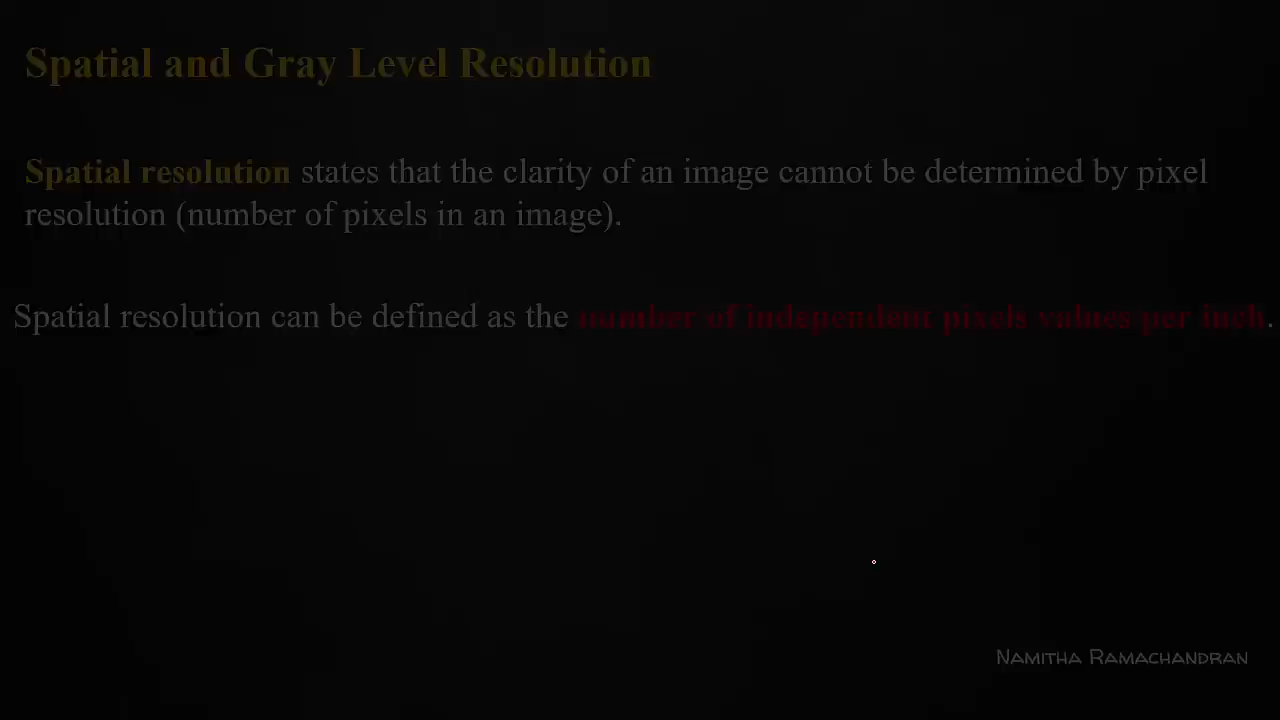 Spatial and Gray Level Resolution
Spatial resolution states that the clarity of an image cannot be determined by pixel
resolution (number of pixels in an image).
Spatial resolution can be defined as the number of independent pixels values per inch.
Namitha Ramachandran